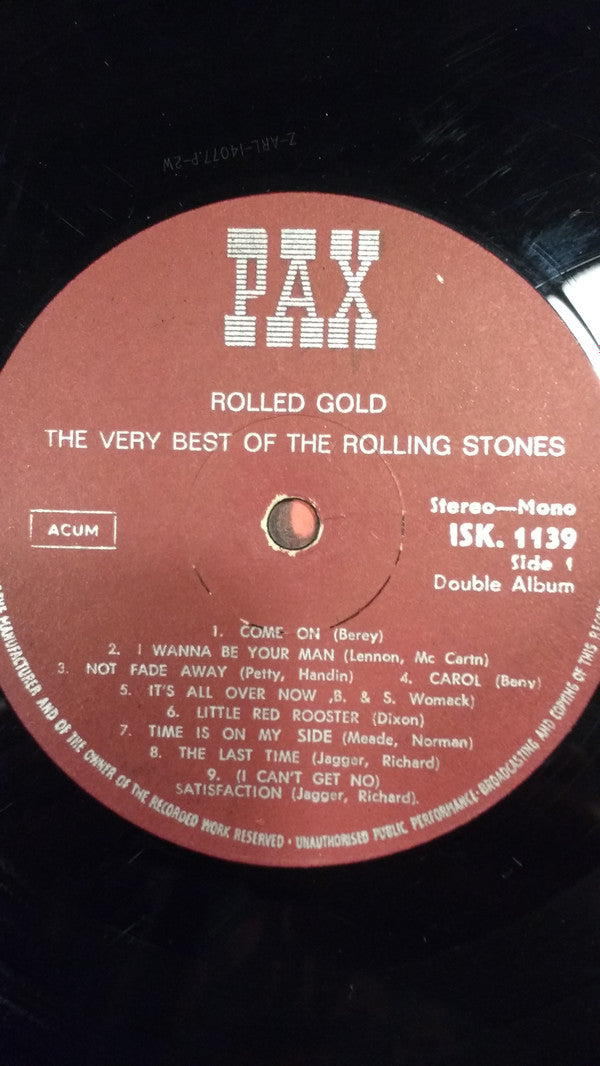 Z-ARL-14077.P-2W
PAX
ROLLED GOLD
THE VERY BEST OF THE ROLLING STONES
ACUM
Stereo—Mono
ISK. 1139
Side 1
Double Album
1. COME ON (Berey)
2. I WANNA BE YOUR MAN (Lennon, Mc Cartn)
3. NOT FADE AWAY (Petty, Handin) 4. CAROL (Beny)
5. IT'S ALL OVER NOW ,B. & S. Womack)
6. LITTLE RED ROOSTER (Dixon)
7. TIME IS ON MY SIDE (Meade, Norman)
8. THE LAST TIME (Jagger, Richard)
9. (I CAN'T GET NO)
SATISFACTION (Jagger, Richard).
MANUFACTURER AND OF THE OWNER OF THE RECORDED WORK RESERVED · UNAUTHORISED PUBLIC PERFORMANCE·BROADCASTING AND COPYING OF THIS